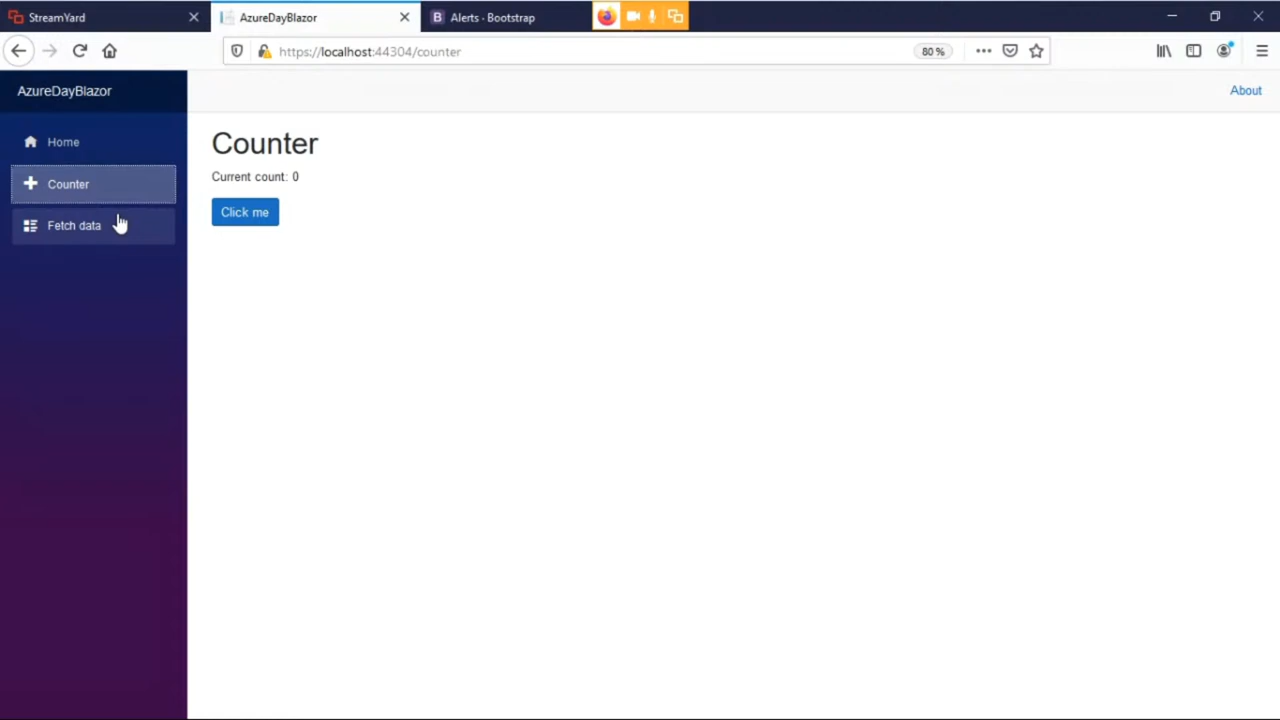 StreamYard
AzureDayBlazor
B Alerts · Bootstrap
https://localhost:44304/counter
80%
AzureDayBlazor
About
Home
Counter
Fetch data
Counter
Current count: 0
Click me